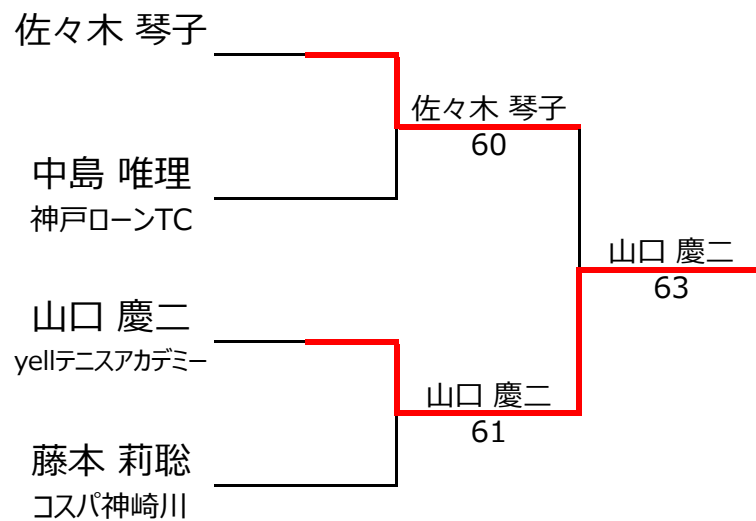 佐々木 琴子
中島 唯理
神戸ローンTC
山口 慶二
yellテニスアカデミー
藤本 莉聡
コスパ神崎川
佐々木 琴子
60
山口 慶二
61
山口 慶二
63